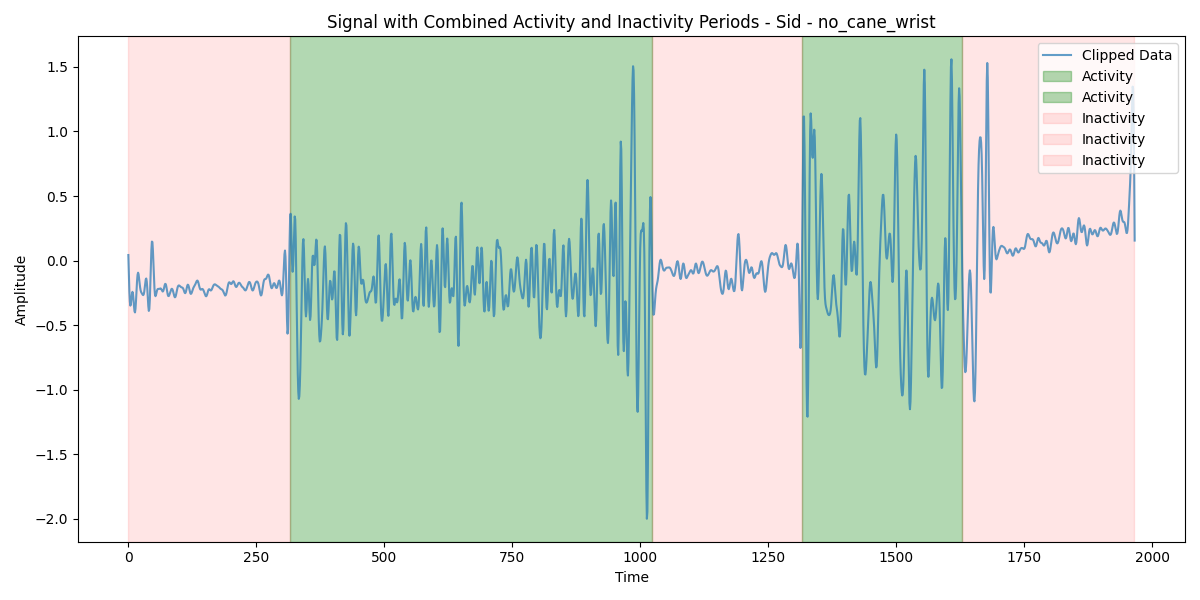 Signal with Combined Activity and Inactivity Periods - Sid - no_cane_wrist
Clipped Data
Activity
Activity
Inactivity
Inactivity
Inactivity
Amplitude
1.5
1.0
0.5
0.0
−0.5
−1.0
−1.5
−2.0
0
250
500
750
1000
1250
1500
1750
2000
Time